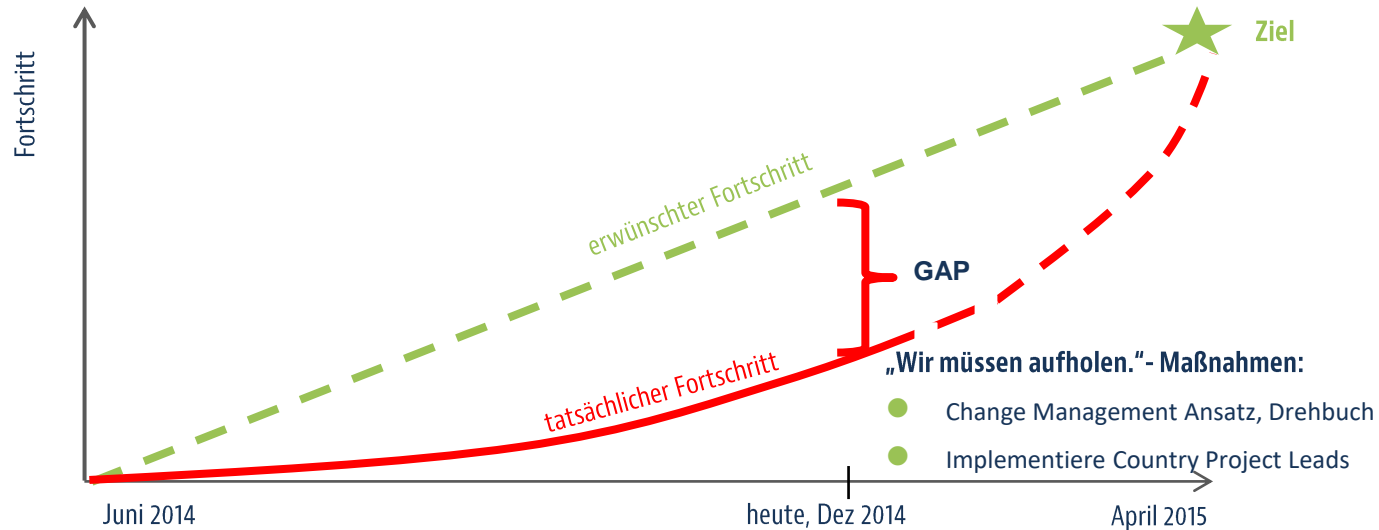 Ziel
Fortschritt
erwünschter Fortschritt
GAP
tatsächlicher Fortschritt
„Wir müssen aufholen.“- Maßnahmen:
Change Management Ansatz, Drehbuch
Implementiere Country Project Leads
Juni 2014
heute, Dez 2014
April 2015